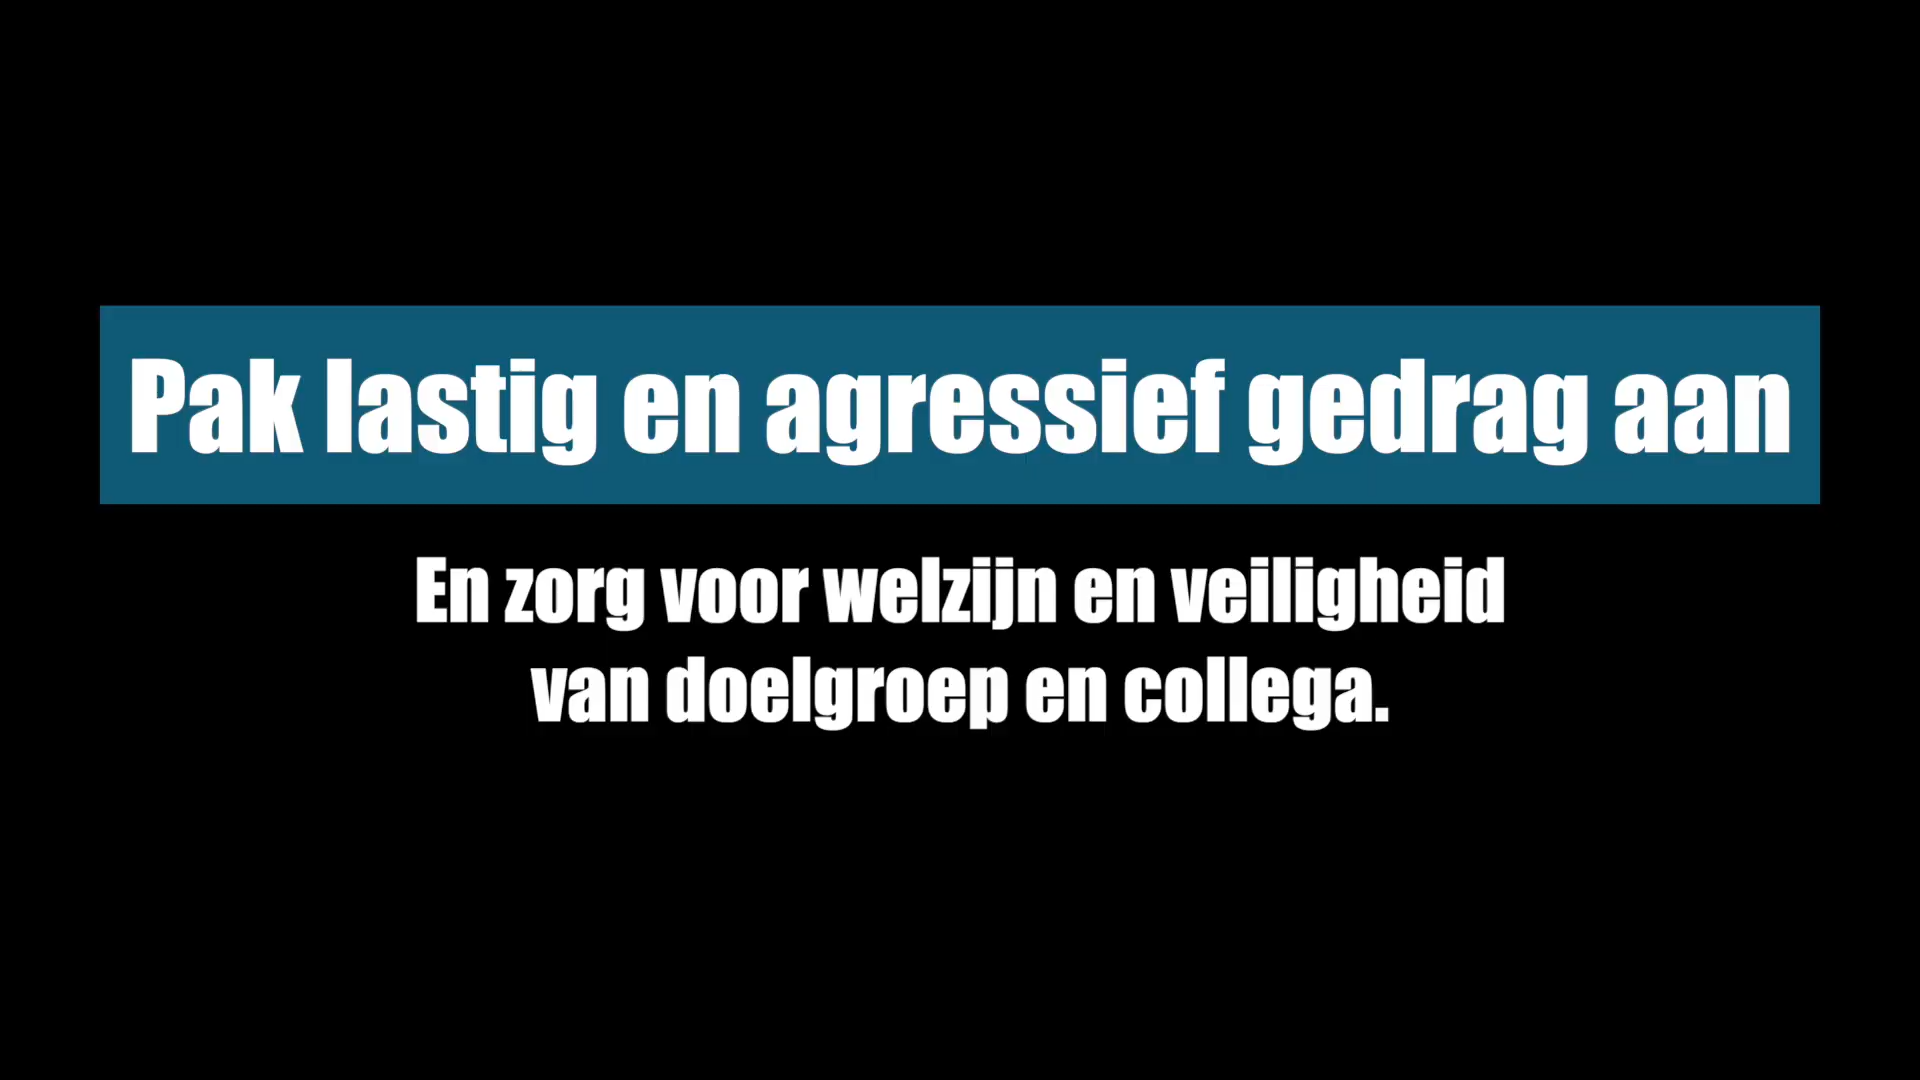 Pak lastig en agressief gedrag aan
En zorg voor welzijn en veiligheid
van doelgroep en collega.